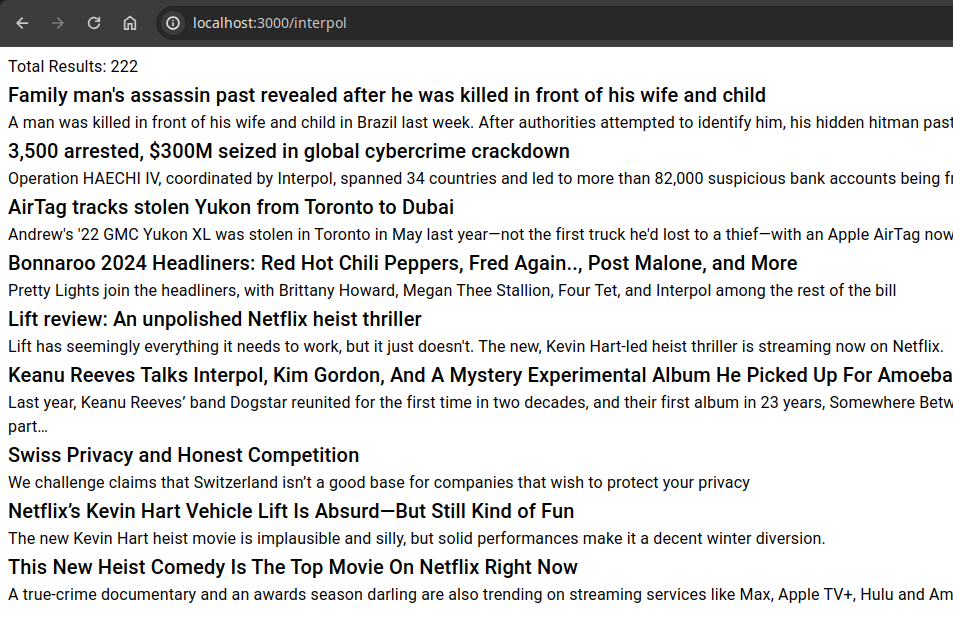 localhost:3000/interpol
Total Results: 222
Family man's assassin past revealed after he was killed in front of his wife and child
A man was killed in front of his wife and child in Brazil last week. After authorities attempted to identify him, his hidden hitman past
3,500 arrested, $300M seized in global cybercrime crackdown
Operation HAECHI IV, coordinated by Interpol, spanned 34 countries and led to more than 82,000 suspicious bank accounts being
AirTag tracks stolen Yukon from Toronto to Dubai
Andrew's '22 GMC Yukon XL was stolen in Toronto in May last year—not the first truck he'd lost to a thief—with an Apple AirTag now
Bonnaroo 2024 Headliners: Red Hot Chili Peppers, Fred Again.., Post Malone, and More
Pretty Lights join the headliners, with Brittany Howard, Megan Thee Stallion, Four Tet, and Interpol among the rest of the bill
Lift review: An unpolished Netflix heist thriller
Lift has seemingly everything it needs to work, but it just doesn't. The new, Kevin Hart-led heist thriller is streaming now on Netflix.
Keanu Reeves Talks Interpol, Kim Gordon, And A Mystery Experimental Album He Picked Up For Amoeba
Last year, Keanu Reeves’ band Dogstar reunited for the first time in two decades, and their first album in 23 years, Somewhere
part…
Swiss Privacy and Honest Competition
We challenge claims that Switzerland isn’t a good base for companies that wish to protect your privacy
Netflix’s Kevin Hart Vehicle Lift Is Absurd—But Still Kind of Fun
The new Kevin Hart heist movie is implausible and silly, but solid performances make it a decent winter diversion.
This New Heist Comedy Is The Top Movie On Netflix Right Now
A true-crime documentary and an awards season darling are also trending on streaming services like Max, Apple TV+, Hulu and